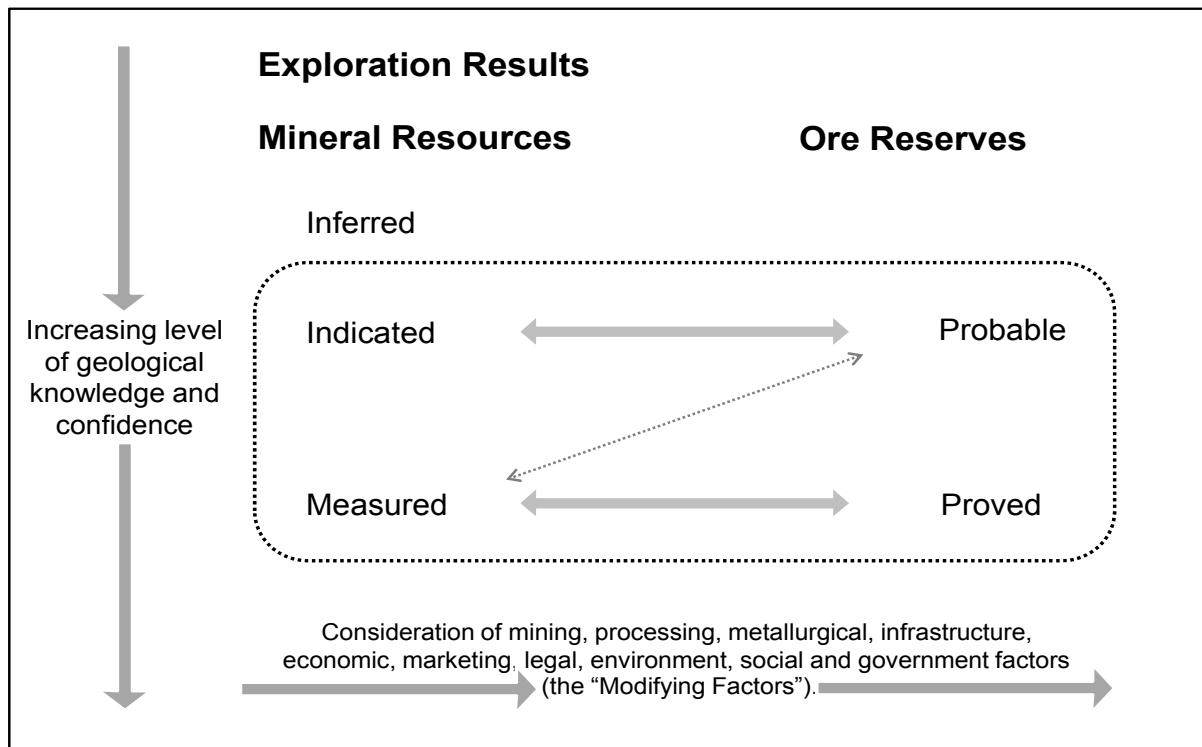 Exploration Results
Mineral Resources
Ore Reserves
Inferred
Increasing level
of geological
knowledge and
confidence
Indicated
Probable
Measured
Proved
Consideration of mining, processing, metallurgical, infrastructure,
economic, marketing, legal, environment, social and government factors
(the “Modifying Factors”).